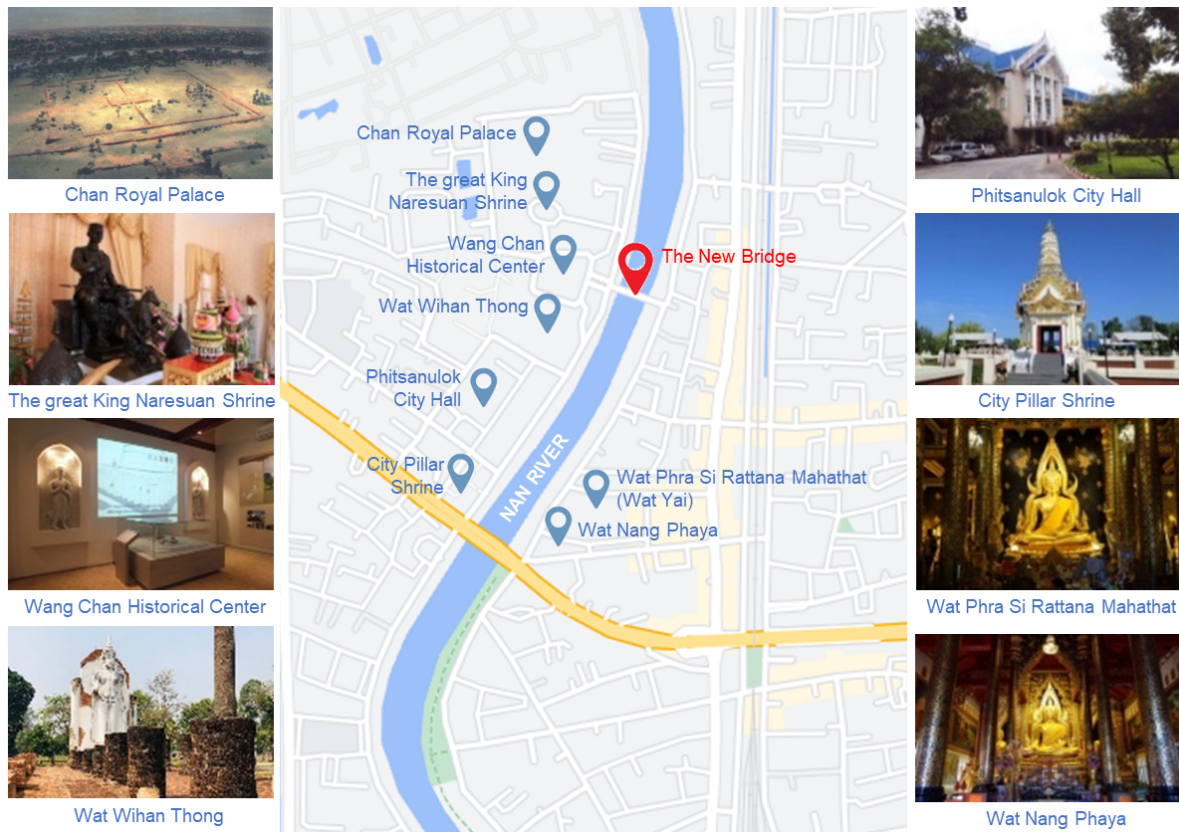 Chan Royal Palace
The great King Naresuan Shrine
Wang Chan Historical Center
Wat Wihan Thong
Chan Royal Palace
The great King
Naresuan Shrine
Wang Chan
Historical Center
The New Bridge
Wat Wihan Thong
Phitsanulok
City Hall
City Pillar
Shrine
NAN RIVER
Wat Phra Si Rattana Mahathat
(Wat Yai)
Wat Nang Phaya
Phitsanulok City Hall
City Pillar Shrine
Wat Phra Si Rattana Mahathat
Wat Nang Phaya